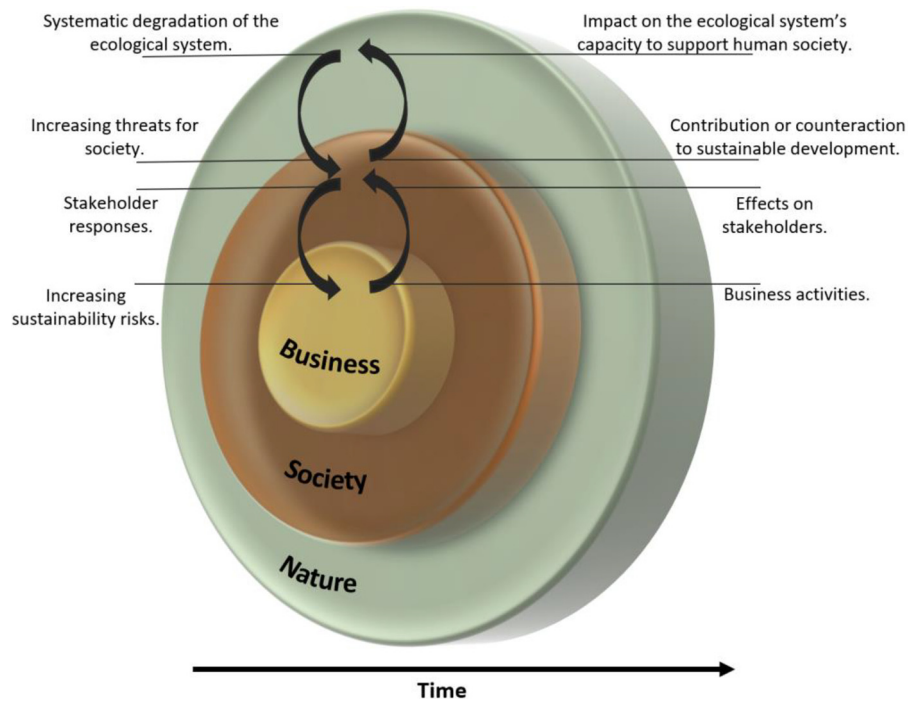 Systematic degradation of the
ecological system.
Impact on the ecological system's
capacity to support human society.
Increasing threats for
society.
Contribution or counteraction
to sustainable development.
Stakeholder
responses.
Effects on
stakeholders.
Increasing
sustainability risks.
Business activities.
Business
Society
Nature
Time